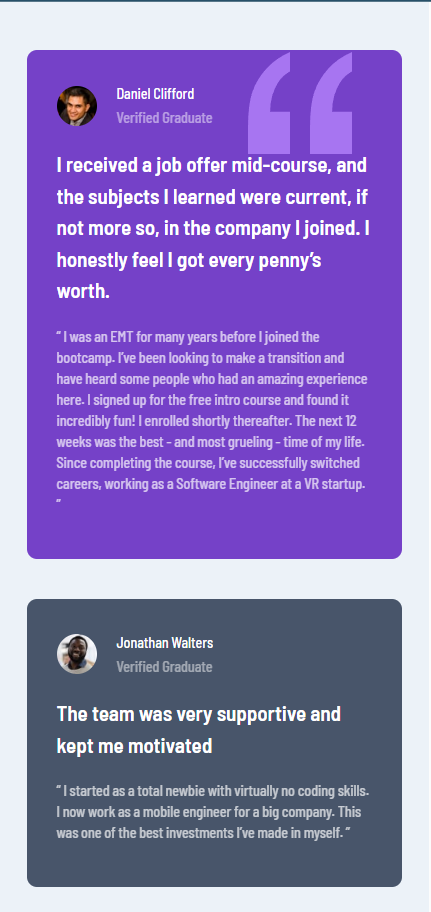 Daniel Clifford
Verified Graduate
I received a job offer mid-course, and
the subjects I learned were current, if
not more so, in the company I joined. I
honestly feel I got every penny’s
worth.
“ I was an EMT for many years before I joined the
bootcamp. I’ve been looking to make a transition and
have heard some people who had an amazing experience
here. I signed up for the free intro course and found it
incredibly fun! I enrolled shortly thereafter. The next 12
weeks was the best - and most grueling - time of my life.
Since completing the course, I’ve successfully switched
careers, working as a Software Engineer at a VR startup.
”
Jonathan Walters
Verified Graduate
The team was very supportive and
kept me motivated
“ I started as a total newbie with virtually no coding skills.
I now work as a mobile engineer for a big company. This
was one of the best investments I’ve made in myself. ”